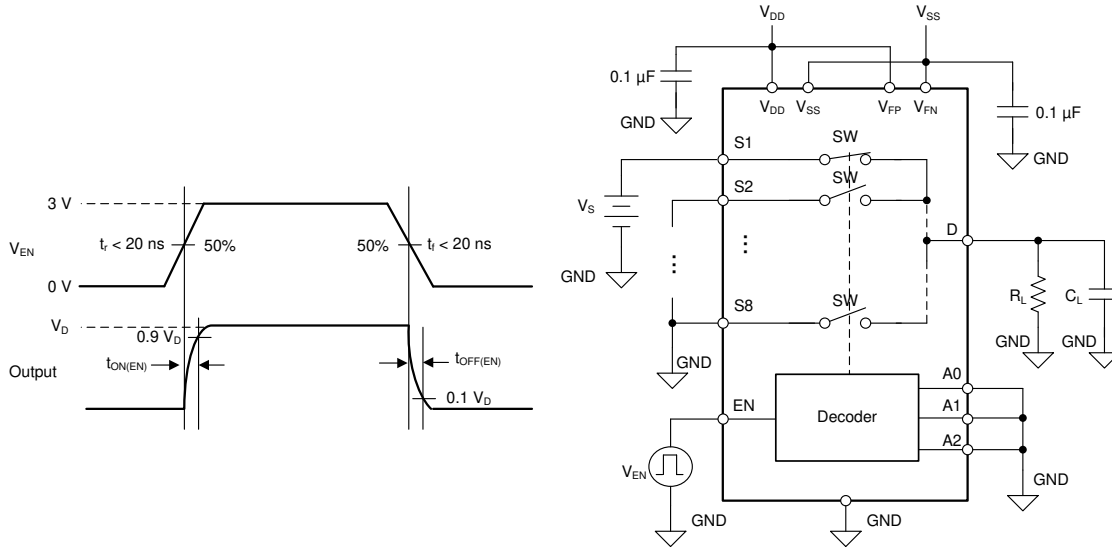 3 V
V_EN
t_r < 20 ns
50%
50%
t_f < 20 ns
0 V
V_D
0.9 V_D
t_ON(EN)
t_OFF(EN)
Output
0.1 V_D
V_DD
V_SS
0.1 µF
V_DD
V_SS
V_FP
V_FN
0.1 µF
GND
GND
S1
SW
S2
SW
V_S
...
...
D
GND
S8
SW
R_L
C_L
GND
GND
GND
A0
EN
Decoder
A1
A2
V_EN
GND
GND
GND